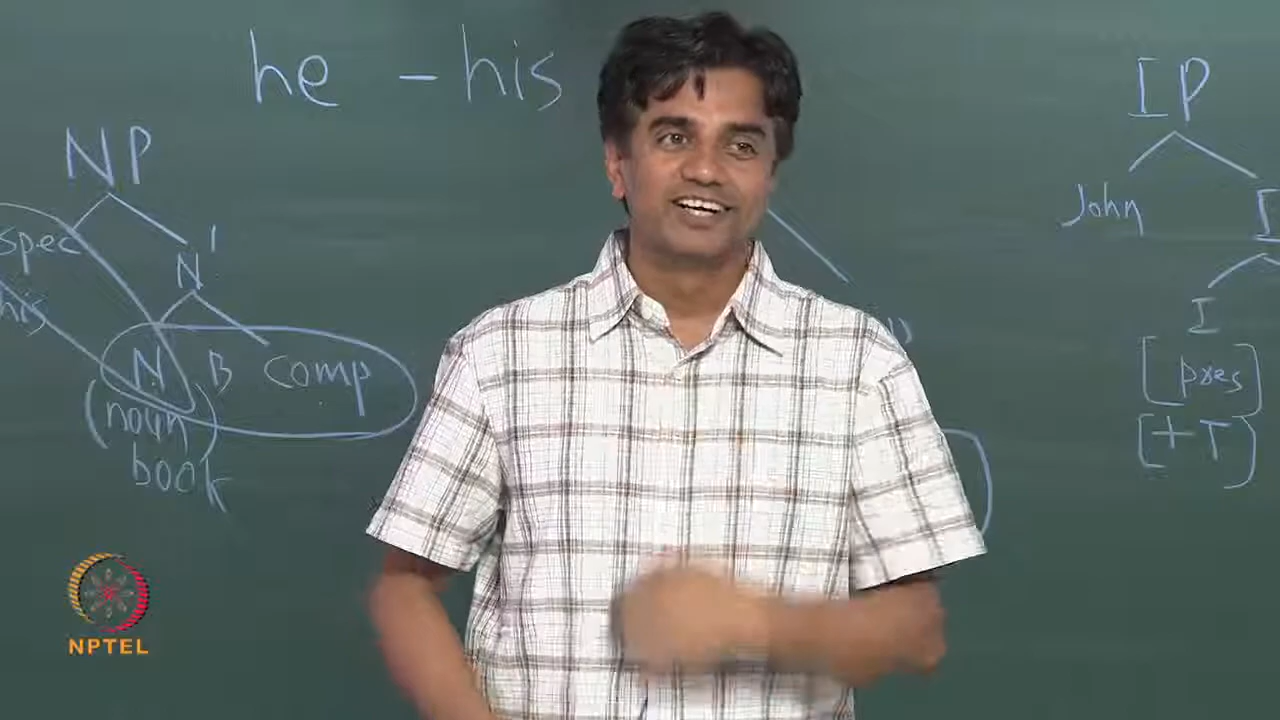 he - his
NP
spec N'
his
N B comp
(noun)
book
IP
John I
I
[pres]
[+T]
NPTEL